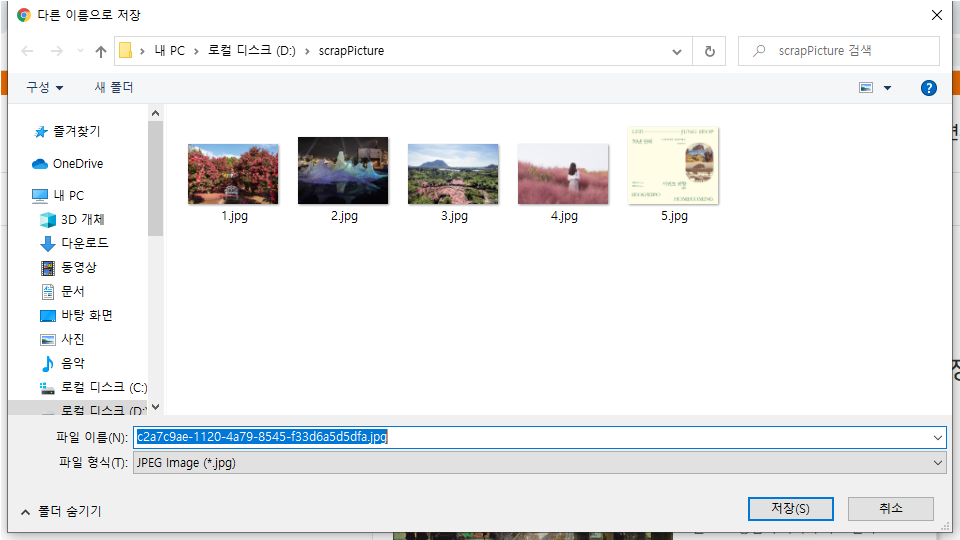 다른 이름으로 저장
내 PC > 로컬 디스크 (D:) > scrapPicture
scrapPicture 검색
구성
새 폴더
즐겨찾기
OneDrive
내 PC
3D 개체
다운로드
동영상
문서
바탕 화면
사진
음악
로컬 디스크 (C:)
로컬 디스크 (D:)
1.jpg
2.jpg
3.jpg
4.jpg
5.jpg
파일 이름(N):
c2a7c9ae-1120-4a79-8545-f33d6a5d5dfa.jpg
파일 형식(T):
JPEG Image (*.jpg)
폴더 숨기기
저장(S)
취소